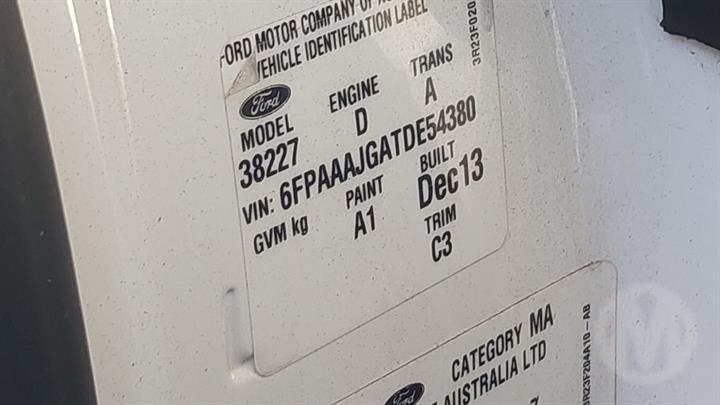 FORD MOTOR COMPANY OF
VEHICLE IDENTIFICATION LABEL
3R23F020
Ford
MODEL ENGINE TRANS
38227 D A
VIN: 6FPAAAJGATDE54380
GVM kg PAINT BUILT
A1 Dec13
TRIM
C3
CATEGORY MA
Ford
AUSTRALIA LTD
3R23F204A10-AB
M